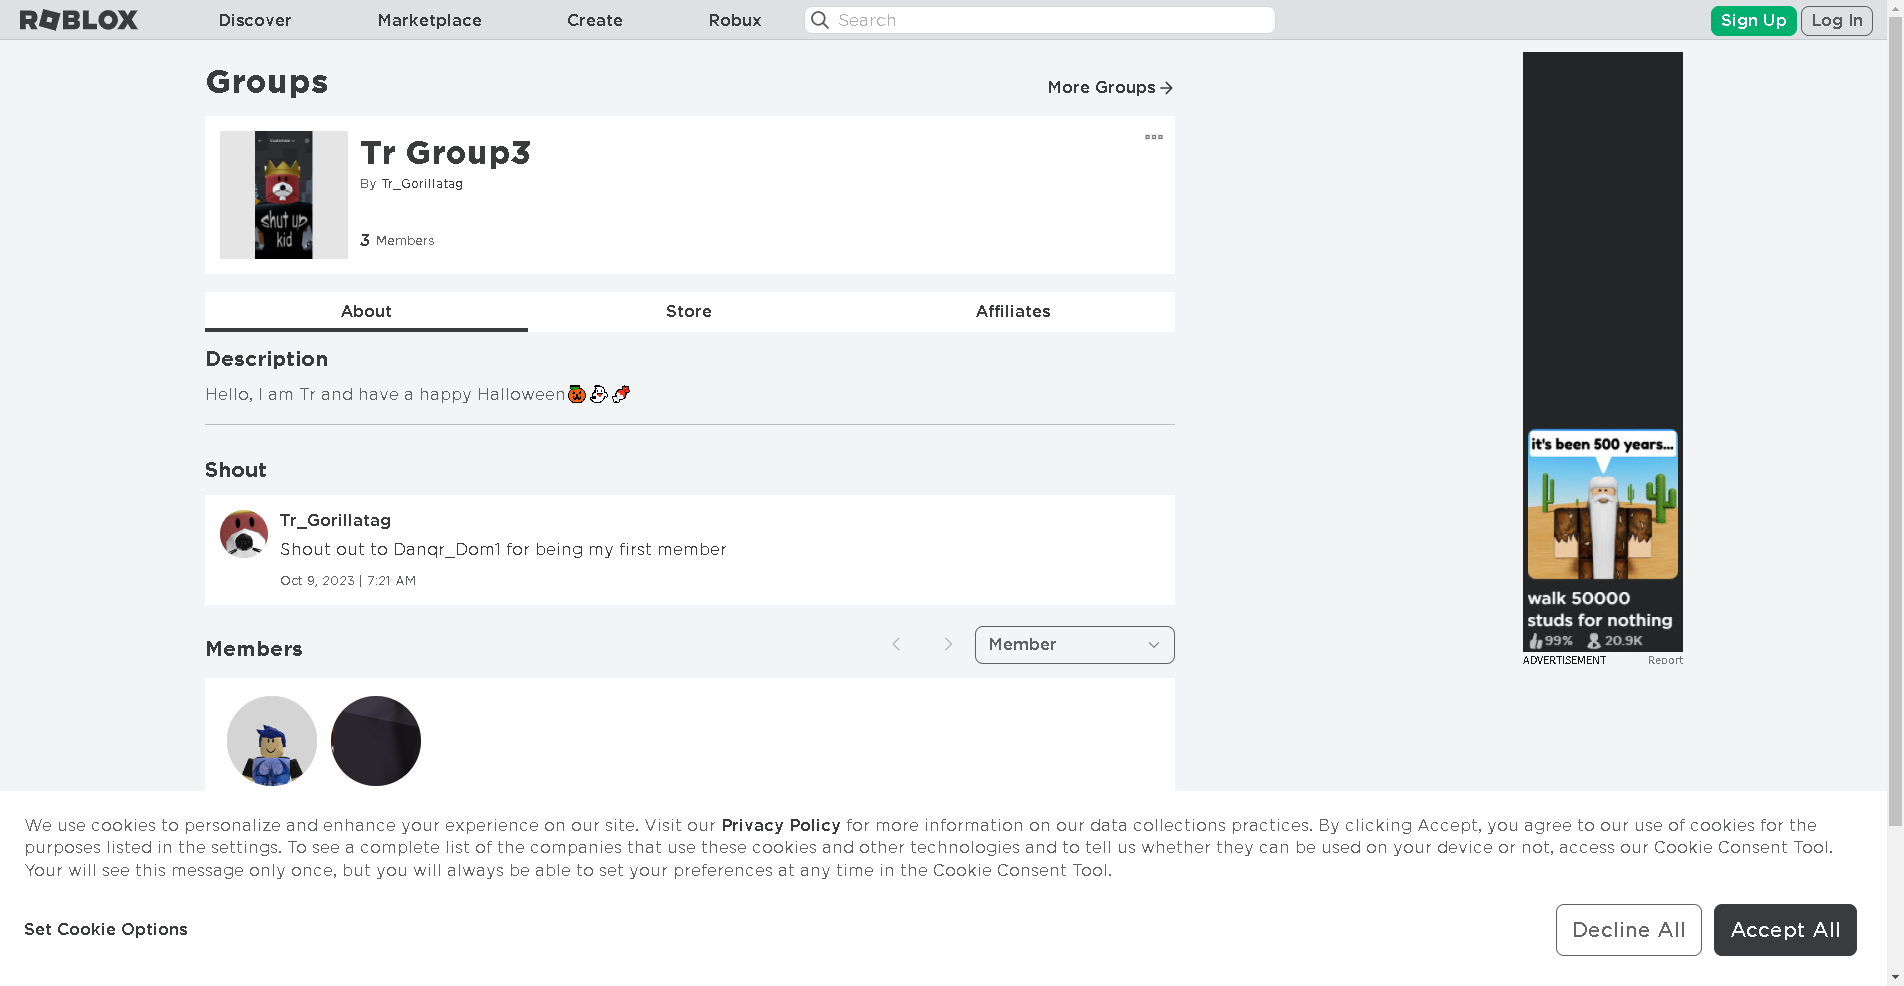 ROBLOX Discover Marketplace Create Robux Search Sign Up Log In
Groups
More Groups
Tr Group3
By Tr_Gorillatag
shut up
kid
3 Members
About Store Affiliates
Description
Hello, I am Tr and have a happy Halloween
Shout
Tr_Gorillatag
Shout out to Danqr_Dom1 for being my first member
Oct 9, 2023 | 7:21 AM
Members
Member
it's been 500 years...
walk 50000
studs for nothing
99% 20.9K
ADVERTISEMENT Report
We use cookies to personalize and enhance your experience on our site. Visit our Privacy Policy for more information on our data collections practices. By clicking Accept, you agree to our use of cookies for the
purposes listed in the settings. To see a complete list of the companies that use these cookies and other technologies and to tell us whether they can be used on your device or not, access our Cookie Consent Tool.
Your will see this message only once, but you will always be able to set your preferences at any time in the Cookie Consent Tool.
Set Cookie Options
Decline All
Accept All